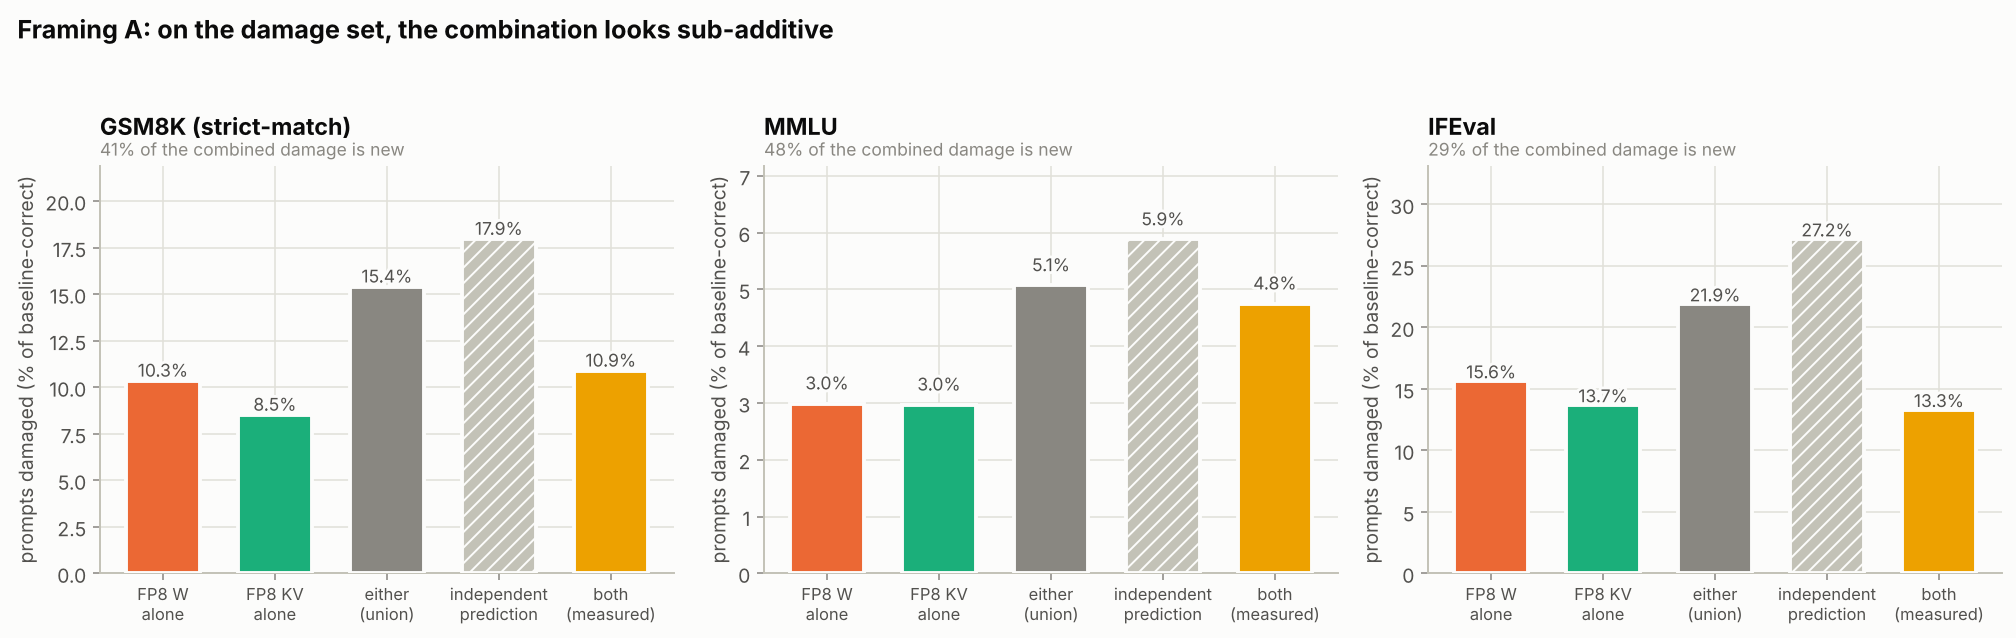 Framing A: on the damage set, the combination looks sub-additive
GSM8K (strict-match)
41% of the combined damage is new
prompts damaged (% of baseline-correct)
20.0
17.5
15.0
12.5
10.0
7.5
5.0
2.5
0.0
10.3%
8.5%
15.4%
17.9%
10.9%
FP8 W
alone
FP8 KV
alone
either
(union)
independent
prediction
both
(measured)
MMLU
48% of the combined damage is new
prompts damaged (% of baseline-correct)
7
6
5
4
3
2
1
0
3.0%
3.0%
5.1%
5.9%
4.8%
FP8 W
alone
FP8 KV
alone
either
(union)
independent
prediction
both
(measured)
IFEval
29% of the combined damage is new
prompts damaged (% of baseline-correct)
30
25
20
15
10
5
0
15.6%
13.7%
21.9%
27.2%
13.3%
FP8 W
alone
FP8 KV
alone
either
(union)
independent
prediction
both
(measured)